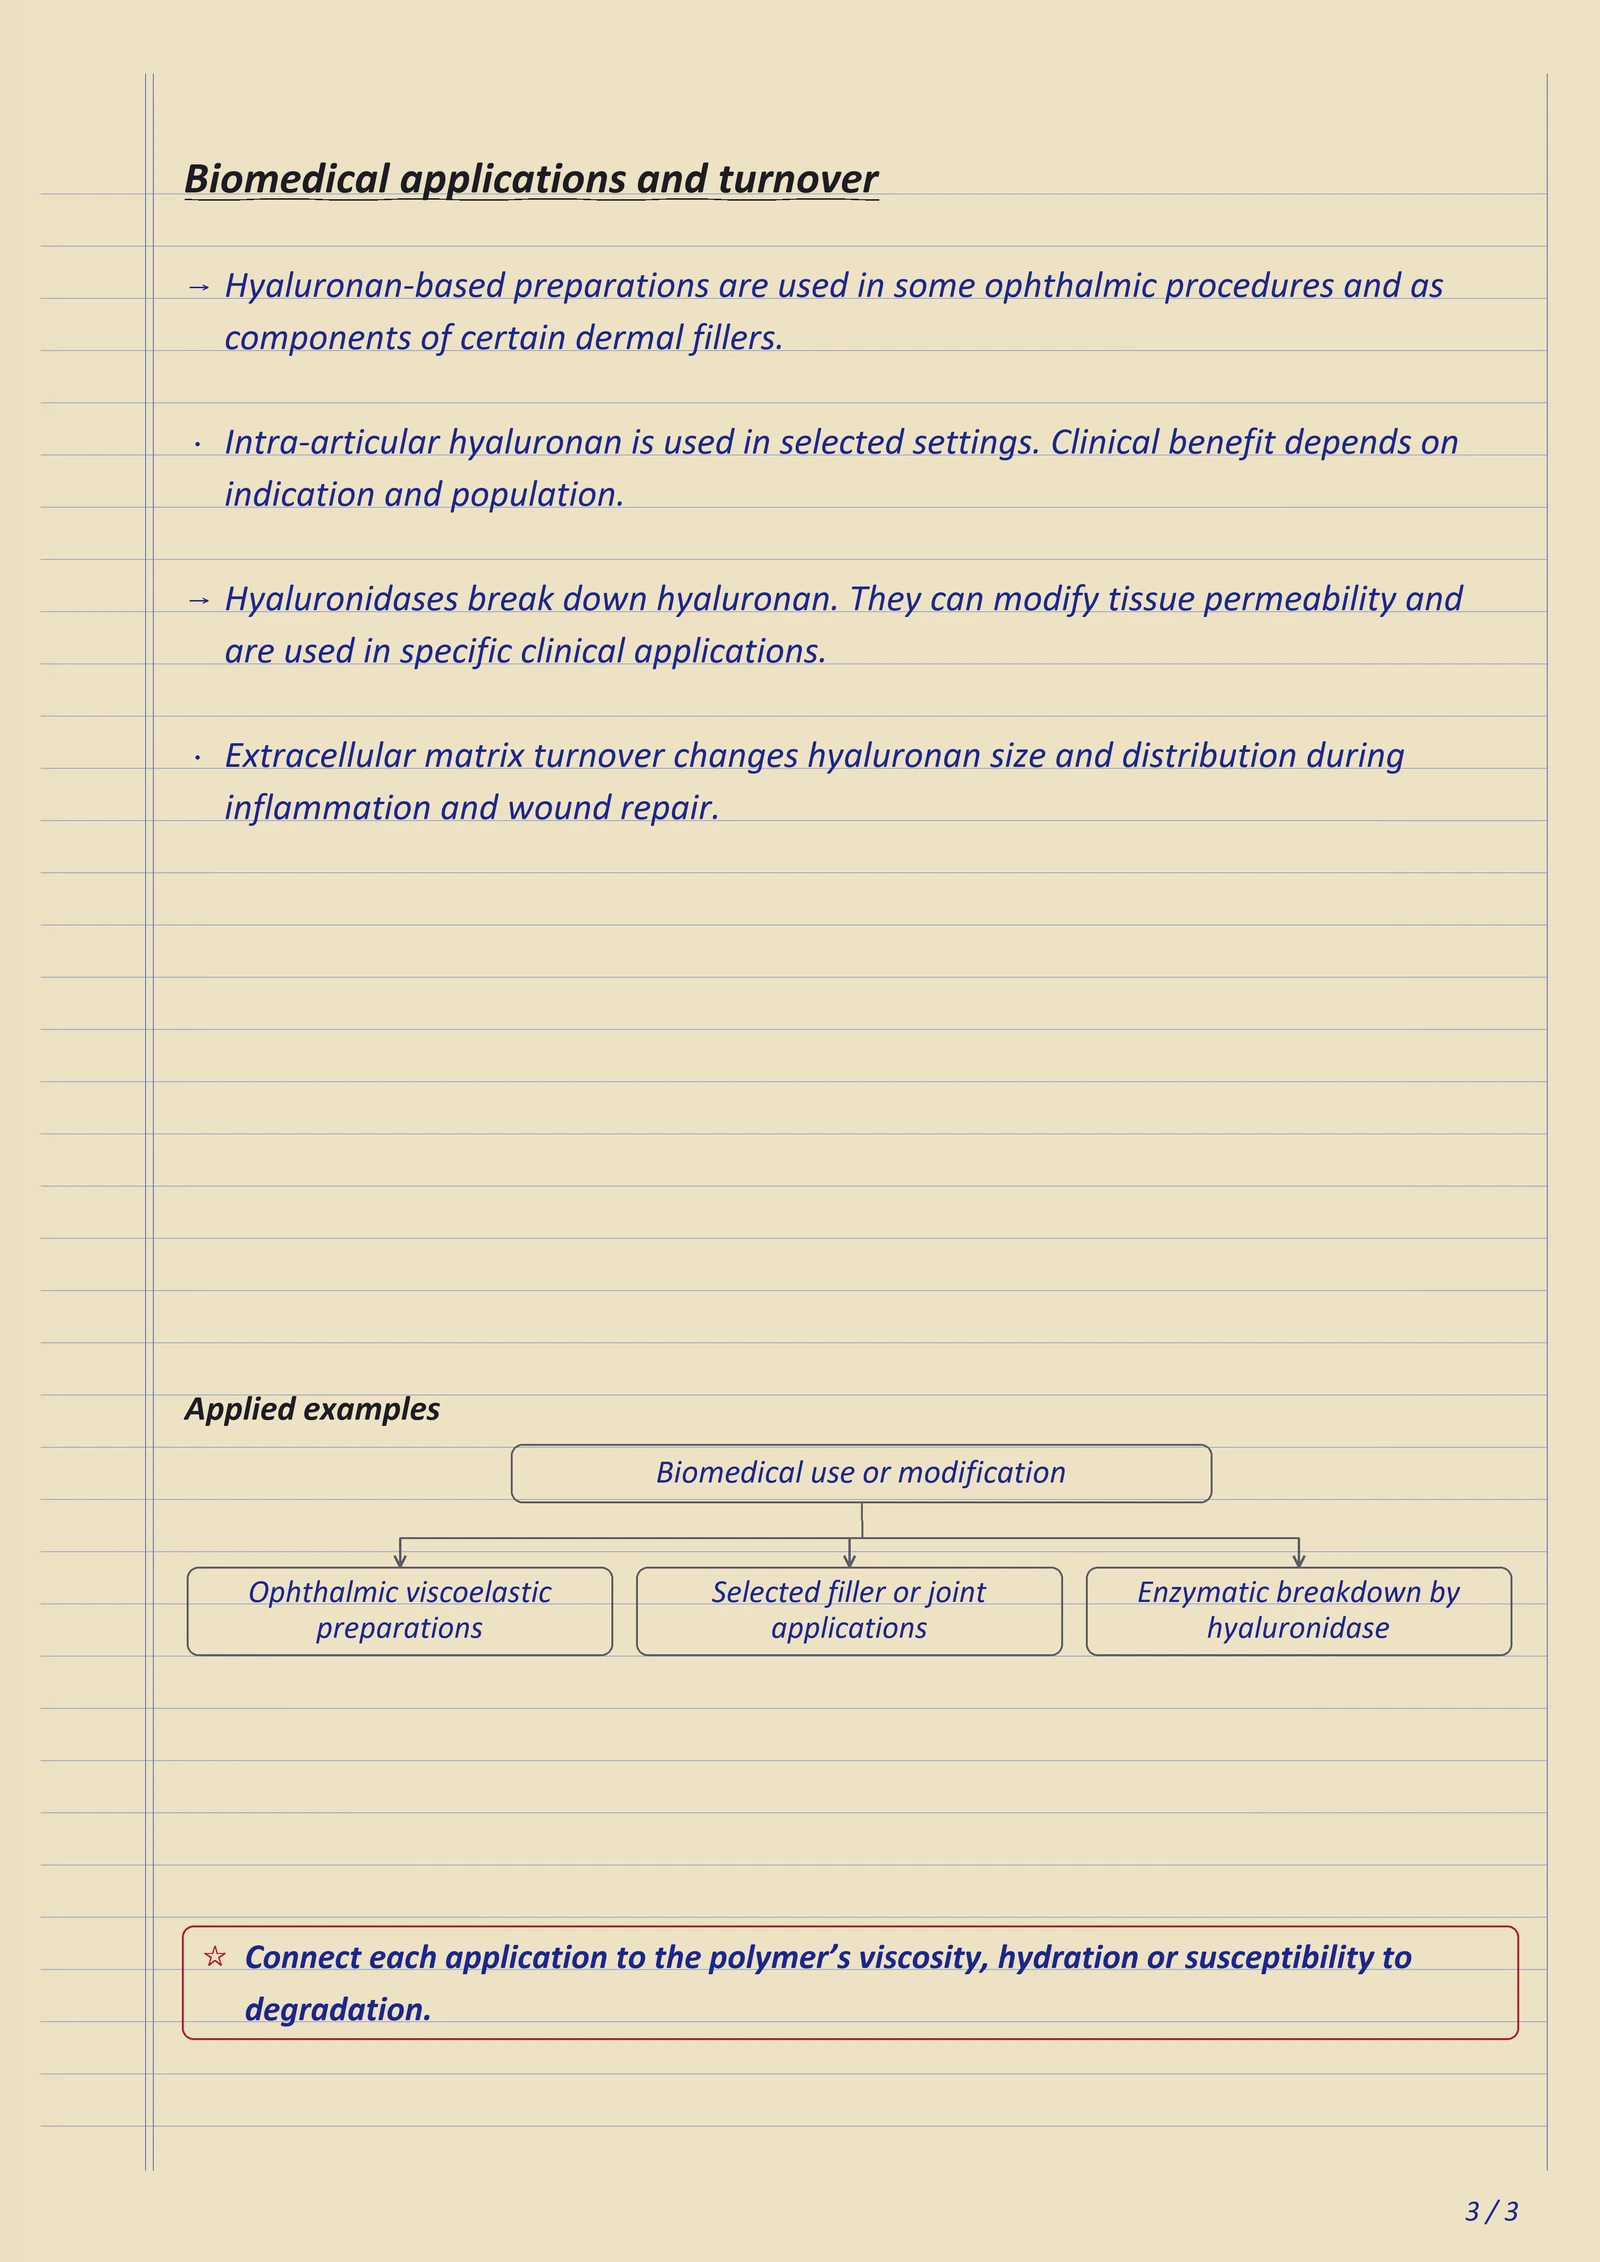 Biomedical applications and turnover
→ Hyaluronan-based preparations are used in some ophthalmic procedures and as
components of certain dermal fillers.
· Intra-articular hyaluronan is used in selected settings. Clinical benefit depends on
indication and population.
→ Hyaluronidases break down hyaluronan. They can modify tissue permeability and
are used in specific clinical applications.
· Extracellular matrix turnover changes hyaluronan size and distribution during
inflammation and wound repair.
Applied examples
Biomedical use or modification
Ophthalmic viscoelastic
preparations
Selected filler or joint
applications
Enzymatic breakdown by
hyaluronidase
☆ Connect each application to the polymer’s viscosity, hydration or susceptibility to
degradation.
3 / 3